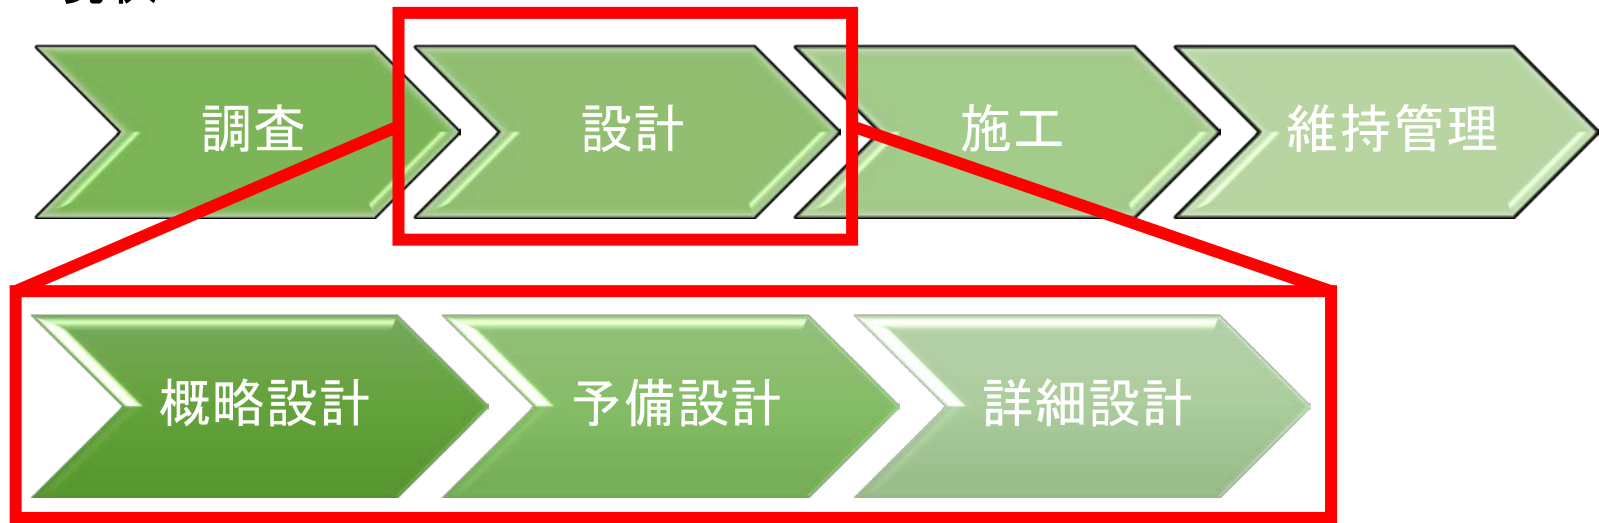 調査
設計
施工
維持管理
概略設計
予備設計
詳細設計